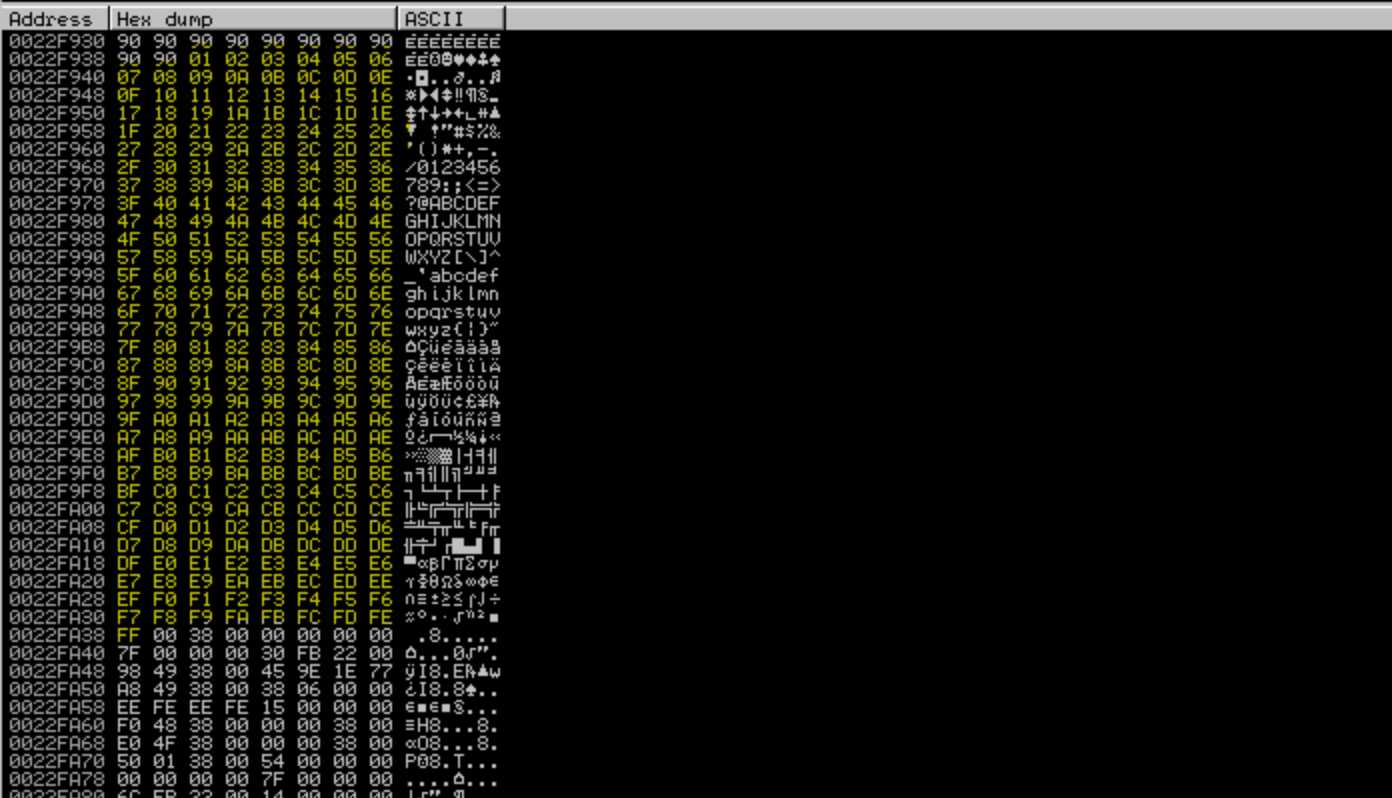 Address Hex dump ASCII
0022F930 90 90 90 90 90 90 90 90 ÉÉÉÉÉÉÉÉ
0022F938 90 90 01 02 03 04 05 06 ÉÉ☺☻♥♦♣♠
0022F940 07 08 09 0A 0B 0C 0D 0E •◘..♂..♫
0022F948 0F 10 11 12 13 14 15 16 ☼►◄↕‼¶§▬
0022F950 17 18 19 1A 1B 1C 1D 1E ↨↑↓→←∟↔▲
0022F958 1F 20 21 22 23 24 25 26 ▼ !"#$%&
0022F960 27 28 29 2A 2B 2C 2D 2E '()*+,-.
0022F968 2F 30 31 32 33 34 35 36 /0123456
0022F970 37 38 39 3A 3B 3C 3D 3E 789:;<=>
0022F978 3F 40 41 42 43 44 45 46 ?@ABCDEF
0022F980 47 48 49 4A 4B 4C 4D 4E GHIJKLMN
0022F988 4F 50 51 52 53 54 55 56 OPQRSTUV
0022F990 57 58 59 5A 5B 5C 5D 5E WXYZ[\]^
0022F998 5F 60 61 62 63 64 65 66 _`abcdef
0022F9A0 67 68 69 6A 6B 6C 6D 6E ghijklmn
0022F9A8 6F 70 71 72 73 74 75 76 opqrstuv
0022F9B0 77 78 79 7A 7B 7C 7D 7E wxyz{|}~
0022F9B8 7F 80 81 82 83 84 85 86 ⌂Çüéâäàå
0022F9C0 87 88 89 8A 8B 8C 8D 8E çêëèïîìÄ
0022F9C8 8F 90 91 92 93 94 95 96 ÅÉæÆôöòû
0022F9D0 97 98 99 9A 9B 9C 9D 9E ùÿÖÜ¢£¥₧
0022F9D8 9F A0 A1 A2 A3 A4 A5 A6 ƒáíóúñѪ
0022F9E0 A7 A8 A9 AA AB AC AD AE º¿⌐¬½¼¡«
0022F9E8 AF B0 B1 B2 B3 B4 B5 B6 »░▒▓│┤╡╢
0022F9F0 B7 B8 B9 BA BB BC BD BE ╖╕╣║╗╝╜╛
0022F9F8 BF C0 C1 C2 C3 C4 C5 C6 ┐└┴┬├─┼╞
0022FA00 C7 C8 C9 CA CB CC CD CE ╟╚╔╩╦╠═╬
0022FA08 CF D0 D1 D2 D3 D4 D5 D6 ╧╨╤╥╙╘╒╓
0022FA10 D7 D8 D9 DA DB DC DD DE ╫╪┘┌█▄▌▐
0022FA18 DF E0 E1 E2 E3 E4 E5 E6 ▀αßΓπΣσµ
0022FA20 E7 E8 E9 EA EB EC ED EE τΦΘΩδ∞φε
0022FA28 EF F0 F1 F2 F3 F4 F5 F6 ∩≡±≥≤⌠⌡÷
0022FA30 F7 F8 F9 FA FB FC FD FE ≈°∙·√ⁿ²■
0022FA38 FF 00 38 00 00 00 00 00 .8.....
0022FA40 7F 00 00 00 30 FB 22 00 ⌂...0√".
0022FA48 98 49 38 00 45 9E 1E 77 ÿI8.E₧▲w
0022FA50 A8 49 38 00 38 06 00 00 ¿I8.8♠..
0022FA58 EE FE EE FE 15 00 00 00 ε■ε■§...
0022FA60 F0 48 38 00 00 00 38 00 ≡H8...8.
0022FA68 E0 4F 38 00 00 00 38 00 αO8...8.
0022FA70 50 01 38 00 54 00 00 00 P☺8.T...
0022FA78 00 00 00 00 7F 00 00 00 ....⌂...